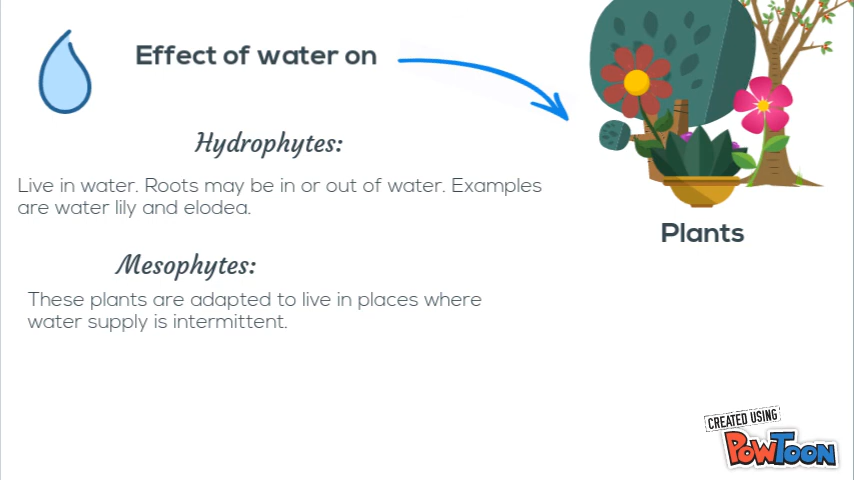 Effect of water on
Hydrophytes:
Live in water. Roots may be in or out of water. Examples
are water lily and elodea.
Plants
Mesophytes:
These plants are adapted to live in places where
water supply is intermittent.
CREATED USING
POWTOON